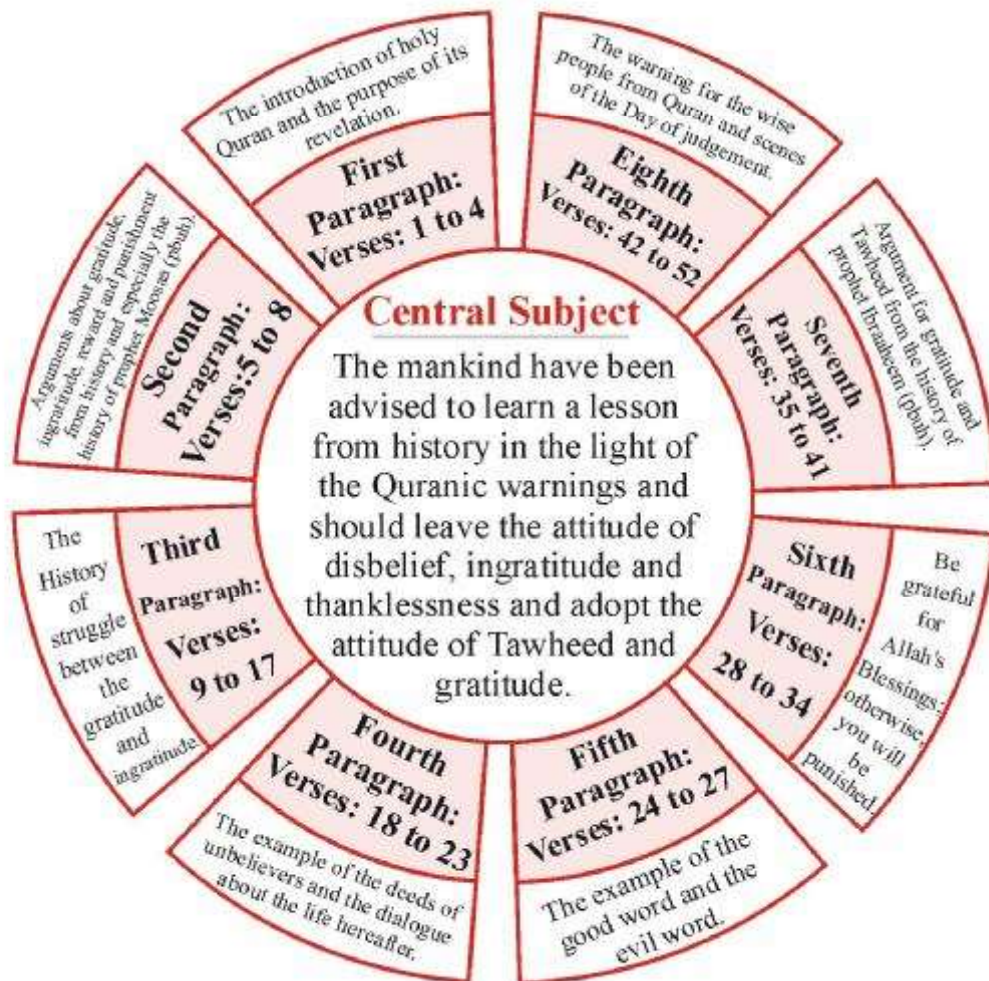 Central Subject
The mankind have been
advised to learn a lesson
from history in the light of
the Quranic warnings and
should leave the attitude of
disbelief, ingratitude and
thanklessness and adopt the
attitude of Tawheed and
gratitude.
First
Paragraph:
Verses: 1 to 4
The introduction of holy
Quran and the purpose of its
revelation.
Second
Paragraph:
Verses:5 to 8
Arguments about gratitude,
ingratitude, reward and punishment
from history and especially the
history of prophet Moosas (pbuh).
Third
Paragraph:
Verses:
9 to 17
The
History
of
struggle
between
the
gratitude
and
ingratitude.
Fourth
Paragraph:
Verses: 18 to 23
The example of the deeds of
unbelievers and the dialogue
about the life hereafter.
Fifth
Paragraph:
Verses: 24 to 27
The example of the
good word and the
evil word.
Sixth
Paragraph:
Verses:
28 to 34
Be
grateful
for
Allah's
Blessings;
otherwise,
you will
be
punished.
Seventh
Paragraph:
Verses: 35 to 41
Argument for gratitude and
Tawheed from the history of
prophet Ibraaheem (pbuh).
Eighth
Paragraph:
Verses: 42 to 52
The warning for the wise
people from Quran and scenes
of the Day of judgement.